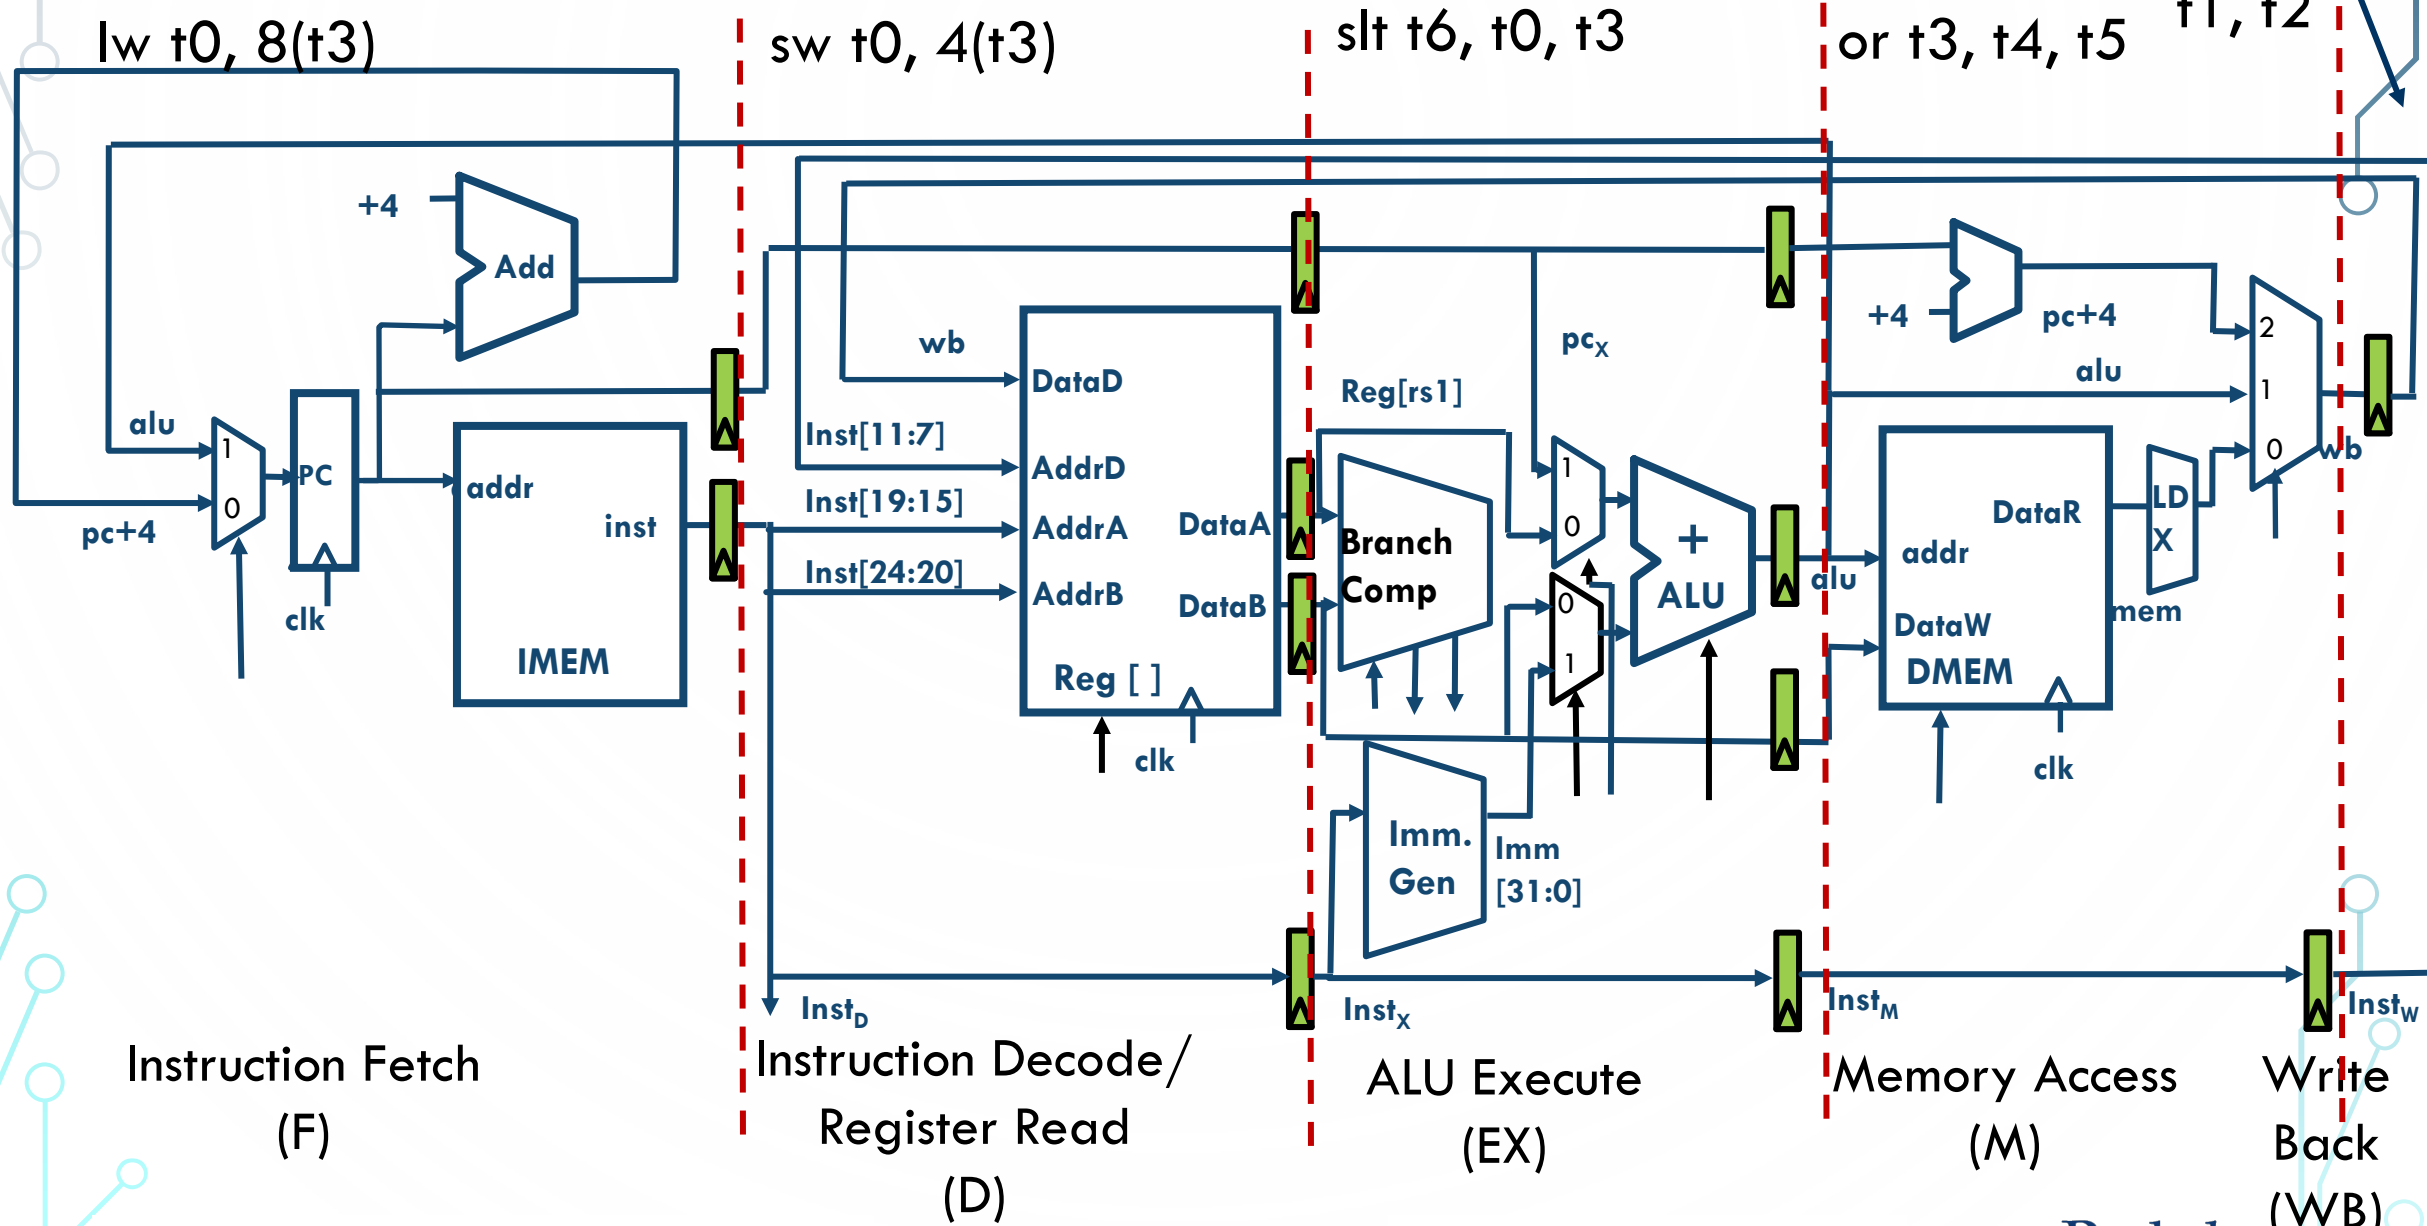 lw t0, 8(t3)
sw t0, 4(t3)
slt t6, t0, t3
or t3, t4, t5
t1, t2
+4
Add
alu
1
0
pc+4
PC
clk
addr
inst
IMEM
wb
DataD
Inst[11:7]
AddrD
Inst[19:15]
AddrA
Inst[24:20]
AddrB
DataA
DataB
Reg [ ]
clk
Reg[rs1]
pcX
Branch
Comp
1
0
0
1
+
ALU
alu
Imm.
Gen
Imm
[31:0]
+4
pc+4
alu
2
1
0
wb
DataR
addr
DataW
DMEM
LD
X
mem
clk
InstD
InstX
InstM
InstW
Instruction Fetch
(F)
Instruction Decode/
Register Read
(D)
ALU Execute
(EX)
Memory Access
(M)
Write
Back
(WB)